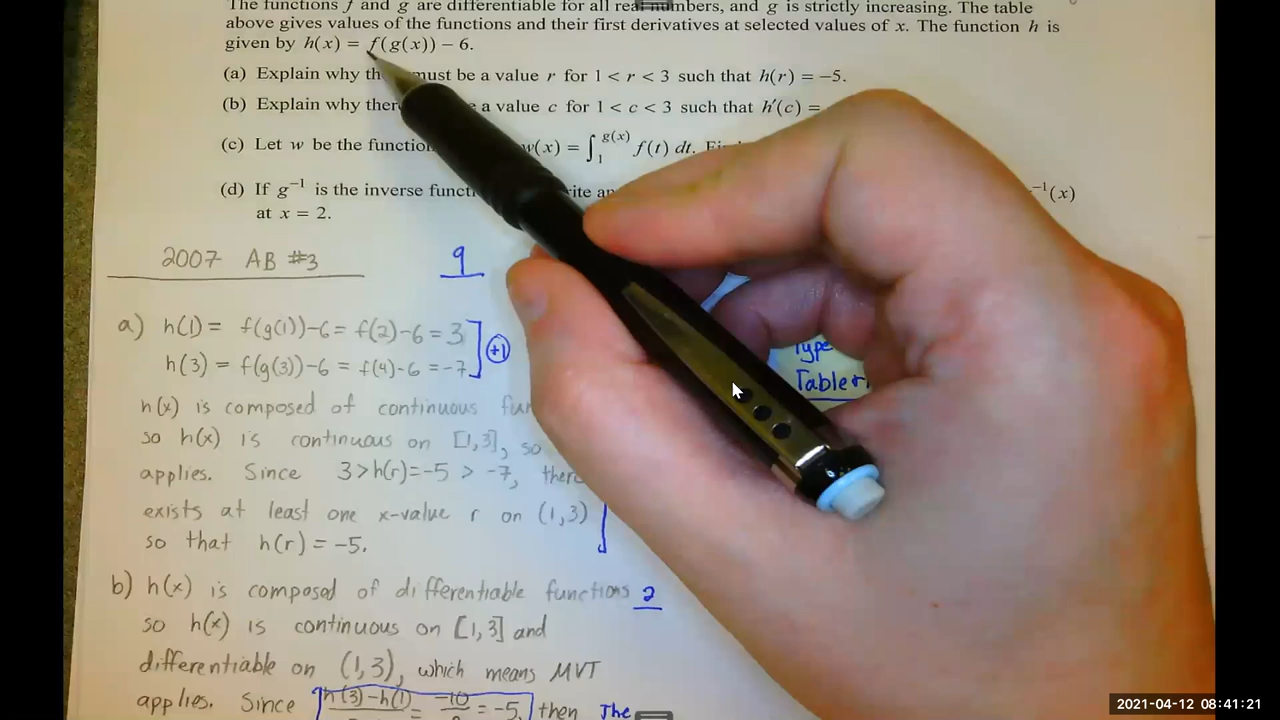 The functions f and g are differentiable for all real numbers, and g is strictly increasing. The table
above gives values of the functions and their first derivatives at selected values of x. The function h is
given by h(x) = f(g(x)) − 6.
(a) Explain why must be a value r for 1 < r < 3 such that h(r) = −5.
(b) Explain why a value c for 1 < c < 3 such that h′(c) =
(c) Let w be the w(x) = ∫₁^g(x) f(t) dt.
(d) If g⁻¹ is the inverse ⁻¹(x)
at x = 2.
2007 AB #3 9
a) h(1) = f(g(1))-6 = f(2)-6 = 3
h(3) = f(g(3))-6 = f(4)-6 = -7 +1
h(x) is composed of continuous
so h(x) is continuous on [1,3], so
applies. Since 3 > h(r) = -5 > -7,
exists at least one x-value r on (1,3)
so that h(r) = -5.
Type
b) h(x) is composed of differentiable functions 2
so h(x) is continuous on [1,3] and
differentiable on (1,3), which means MVT
applies. Since h(3)-h(1) = -10 = -5, then The
2021-04-12 08:41:21